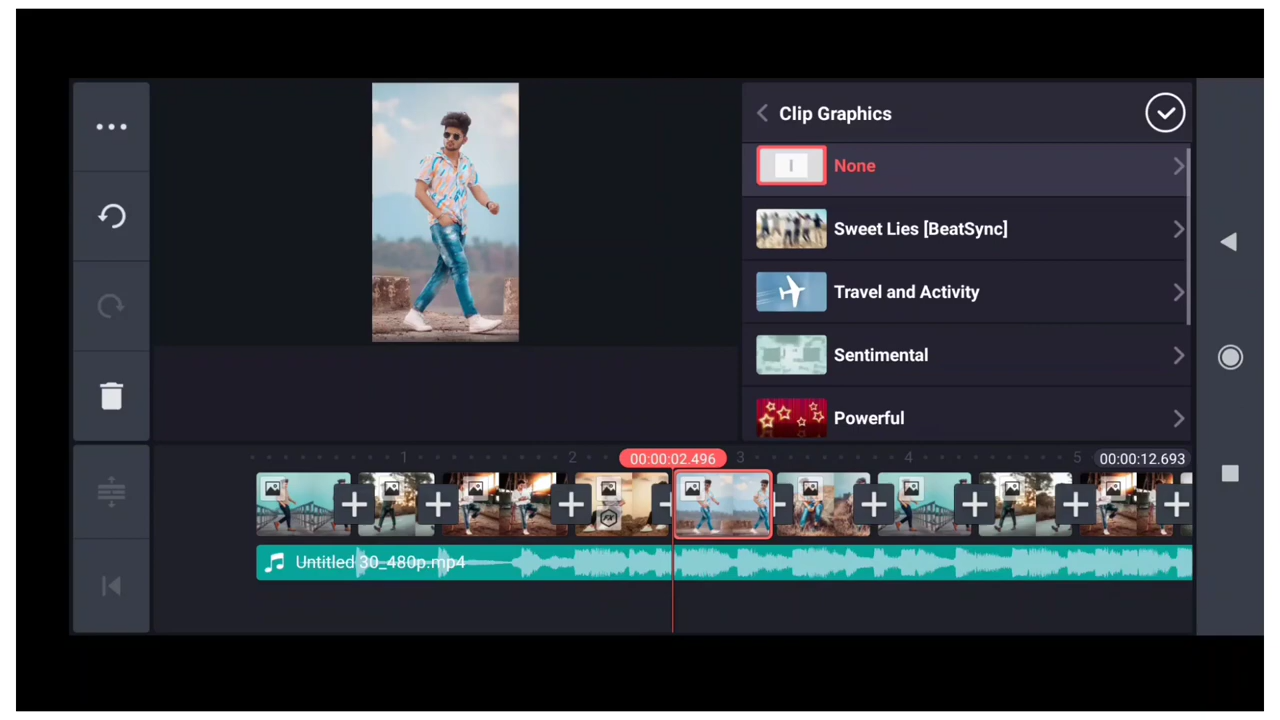 Clip Graphics
None
Sweet Lies [BeatSync]
Travel and Activity
Sentimental
Powerful
1
2
00:00:02.496
3
4
5
00:00:12.693
Untitled 30_480p.mp4